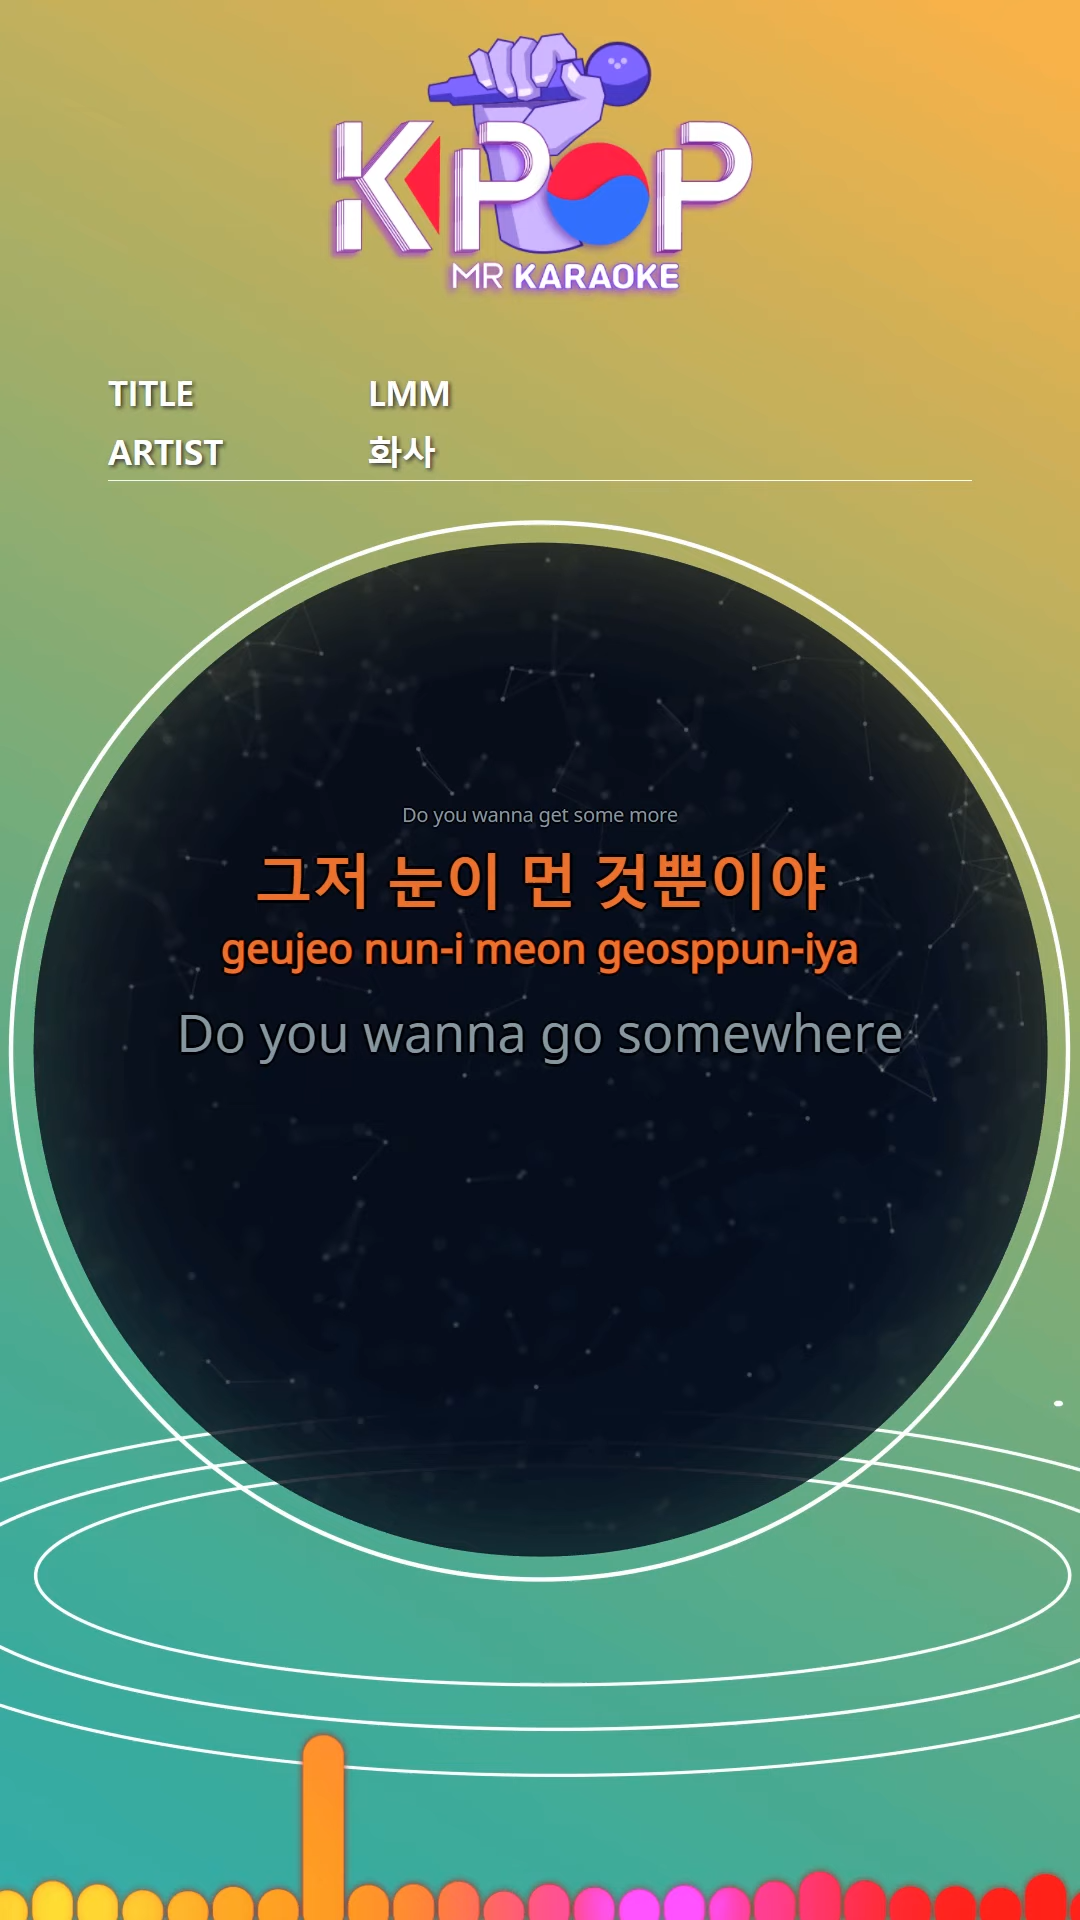 KPOP
MR KARAOKE
TITLE LMM
ARTIST 화사
Do you wanna get some more
그저 눈이 먼 것뿐이야
geujeo nun-i meon geosppun-iya
Do you wanna go somewhere